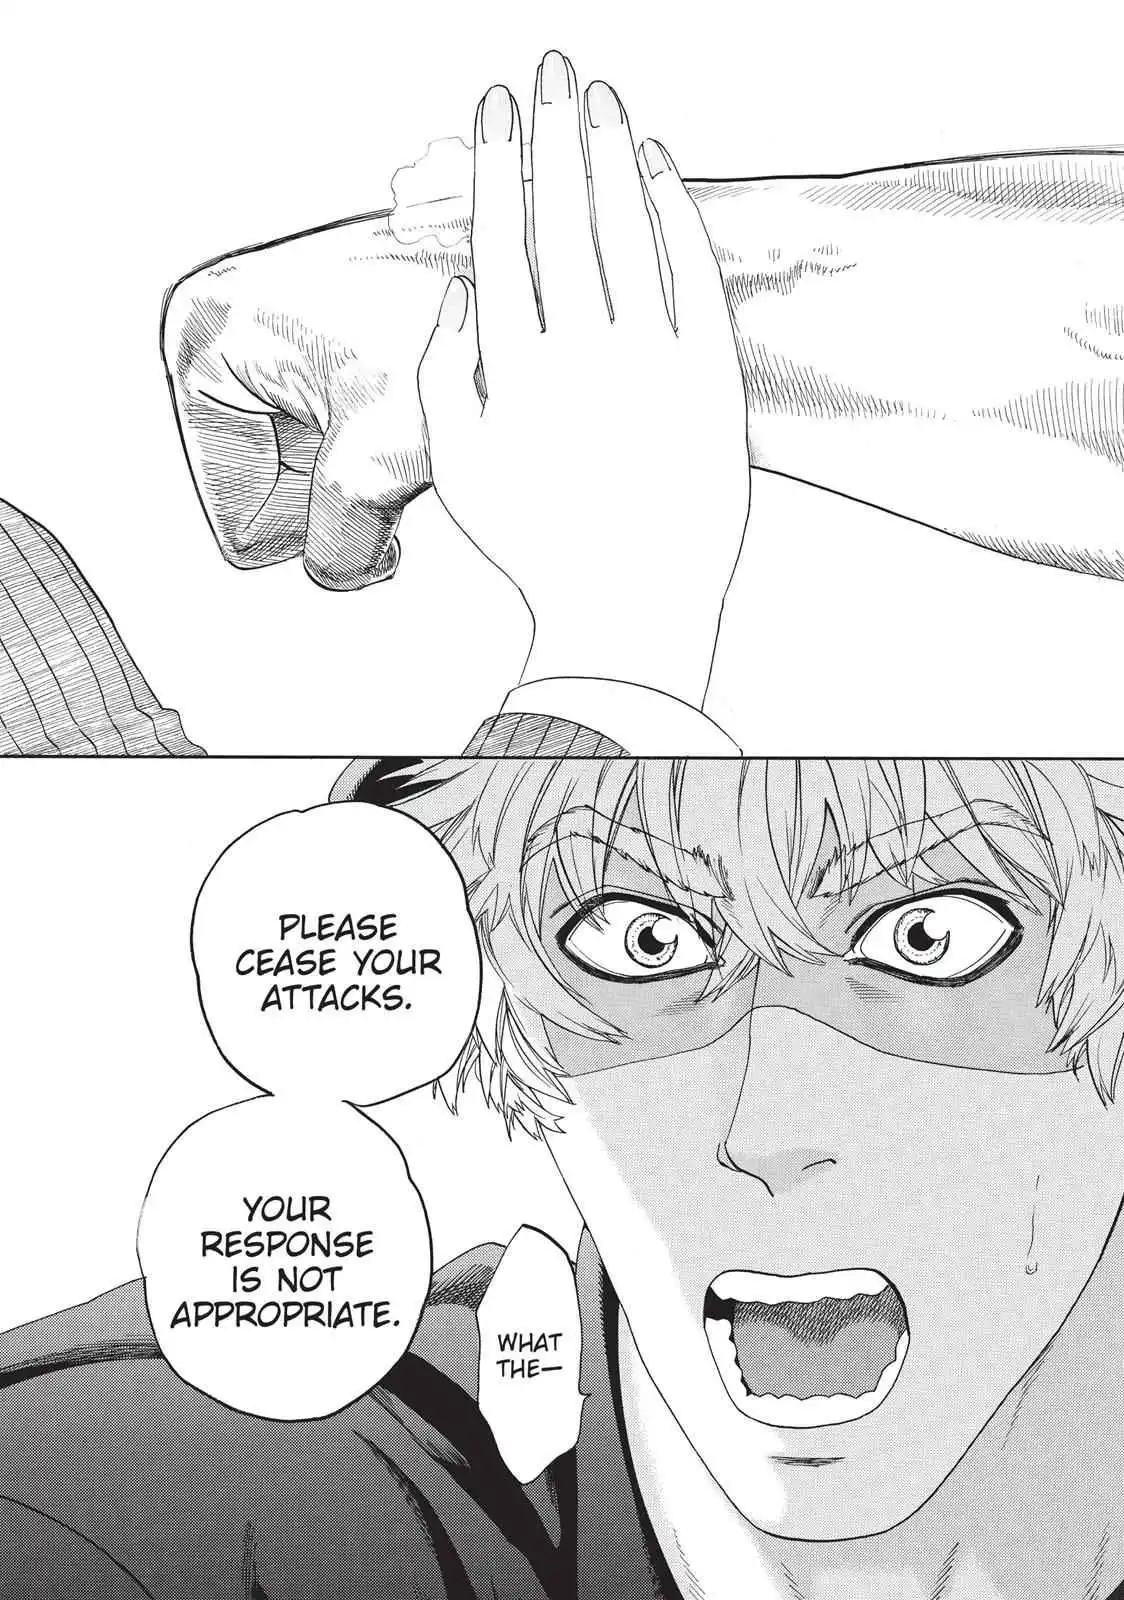 PLEASE
CEASE YOUR
ATTACKS.
YOUR
RESPONSE
IS NOT
APPROPRIATE.
WHAT
THE—